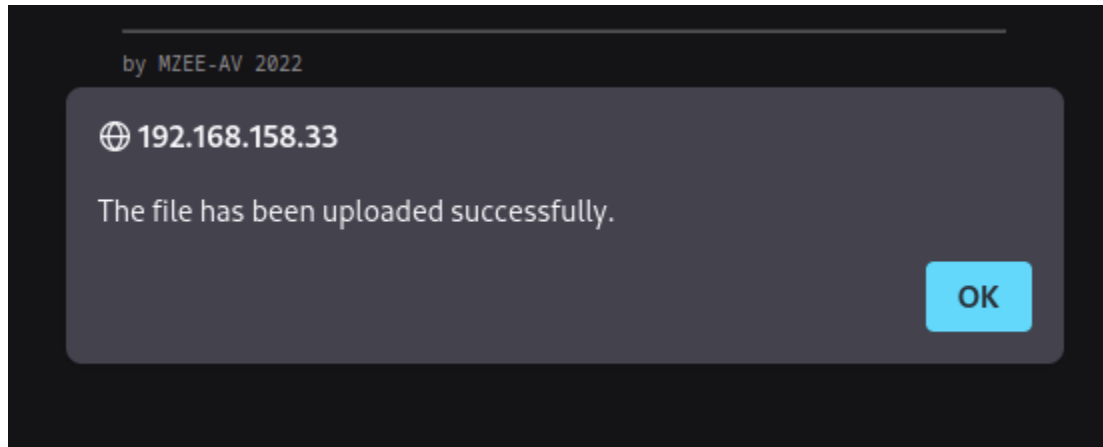 by MZEE-AV 2022
192.168.158.33
The file has been uploaded successfully.
OK